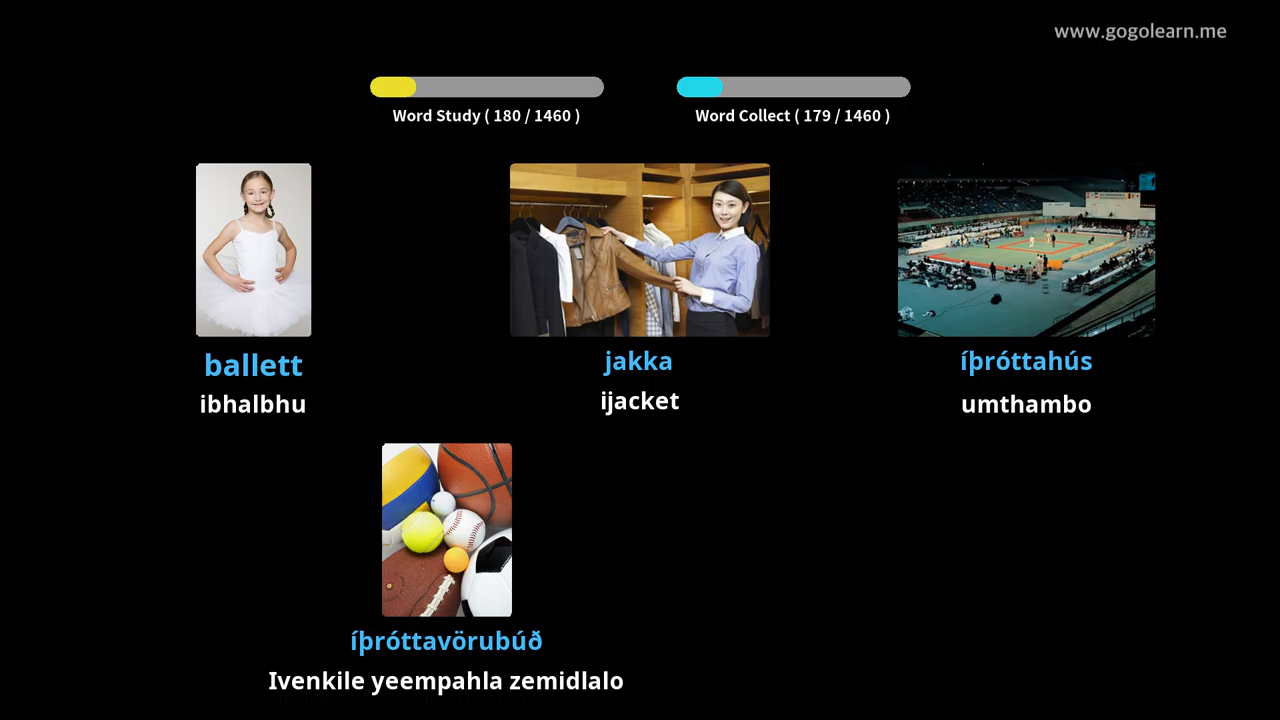 www.gogolearn.me
Word Study ( 180 / 1460 )
Word Collect ( 179 / 1460 )
ballett
ibhalbhu
jakka
ijacket
íþróttahús
umthambo
íþróttavörubúð
Ivenkile yeempahla zemidlalo